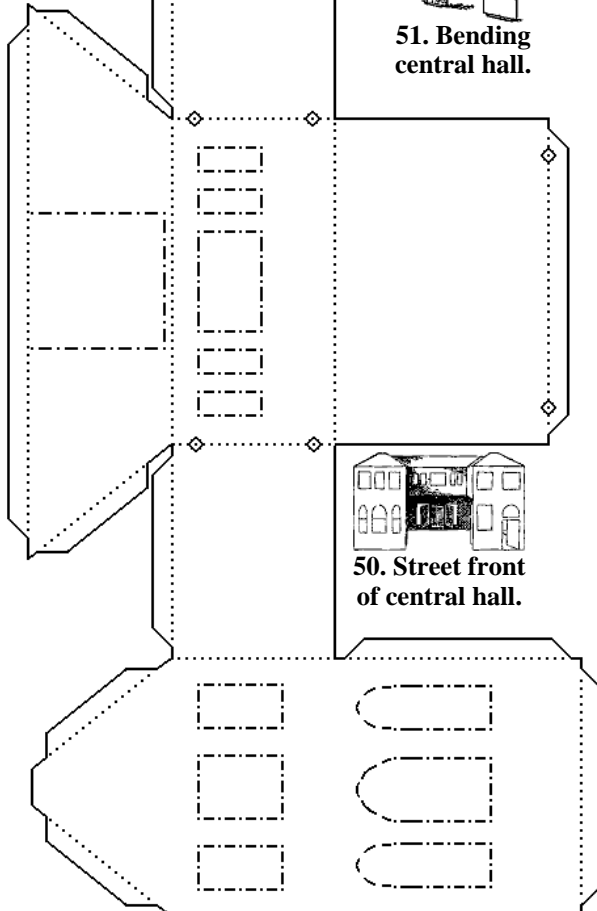 51. Bending
central hall.
50. Street front
of central hall.